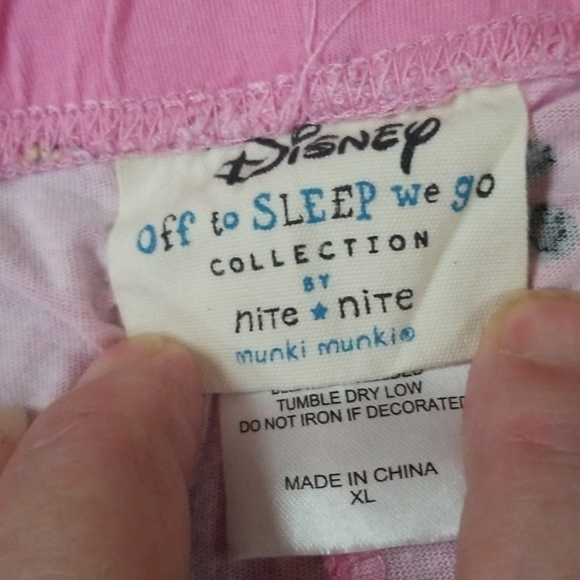 Disney
off to SLEEP we go
COLLECTION
BY
nite ★ nite
munki munki®
TUMBLE DRY LOW
DO NOT IRON IF DECORATED
MADE IN CHINA
XL